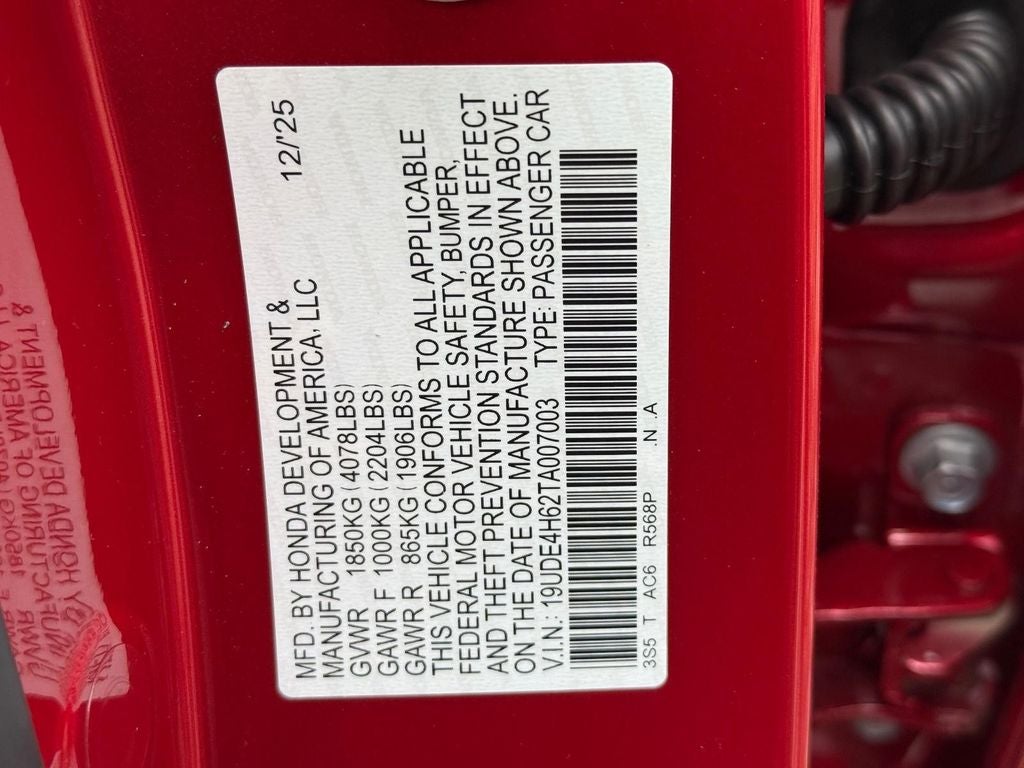 MFD. BY HONDA DEVELOPMENT &
MANUFACTURING OF AMERICA, LLC 12/'25
GVWR 1850KG (4078LBS)
GAWR F 1000KG (2204LBS)
GAWR R 865KG (1906LBS)
THIS VEHICLE CONFORMS TO ALL APPLICABLE
FEDERAL MOTOR VEHICLE SAFETY, BUMPER,
AND THEFT PREVENTION STANDARDS IN EFFECT
ON THE DATE OF MANUFACTURE SHOWN ABOVE.
V.I.N.: 19UDE4H62TA007003 TYPE: PASSENGER CAR
3S5 T AC6 R568P .N .A